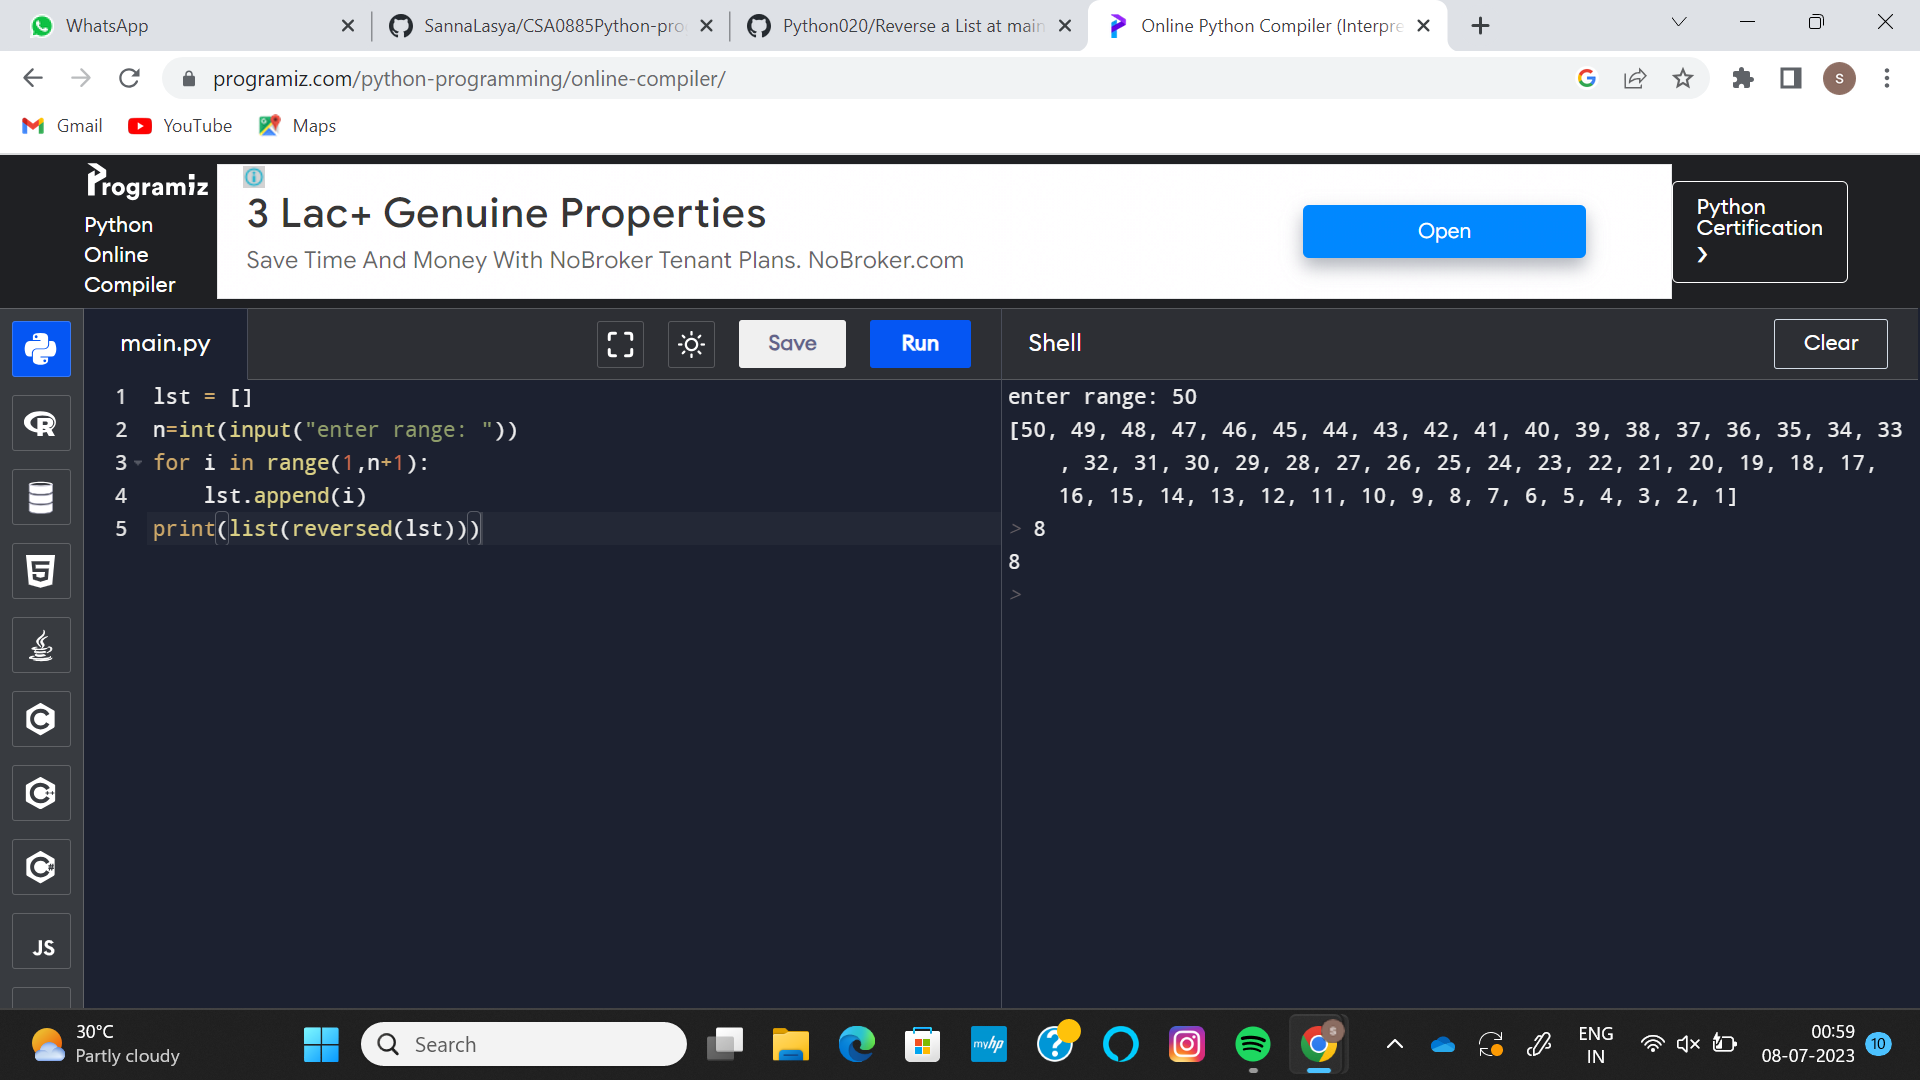 WhatsApp
SannaLasya/CSA0885Python-pro
Python020/Reverse a List at main
Online Python Compiler (Interpre
programiz.com/python-programming/online-compiler/
S
Gmail
YouTube
Maps
Programiz
Python
Online
Compiler
3 Lac+ Genuine Properties
Save Time And Money With NoBroker Tenant Plans. NoBroker.com
Open
Python
Certification
main.py
Save
Run
Shell
Clear
1 lst = []
2 n=int(input("enter range: "))
3 for i in range(1,n+1):
4     lst.append(i)
5 print(list(reversed(lst)))
enter range: 50
[50, 49, 48, 47, 46, 45, 44, 43, 42, 41, 40, 39, 38, 37, 36, 35, 34, 33
, 32, 31, 30, 29, 28, 27, 26, 25, 24, 23, 22, 21, 20, 19, 18, 17,
16, 15, 14, 13, 12, 11, 10, 9, 8, 7, 6, 5, 4, 3, 2, 1]
> 8
8
>
R
5
C
C++
C#
JS
30°C
Partly cloudy
Search
myhp
S
ENG
IN
00:59
08-07-2023
10